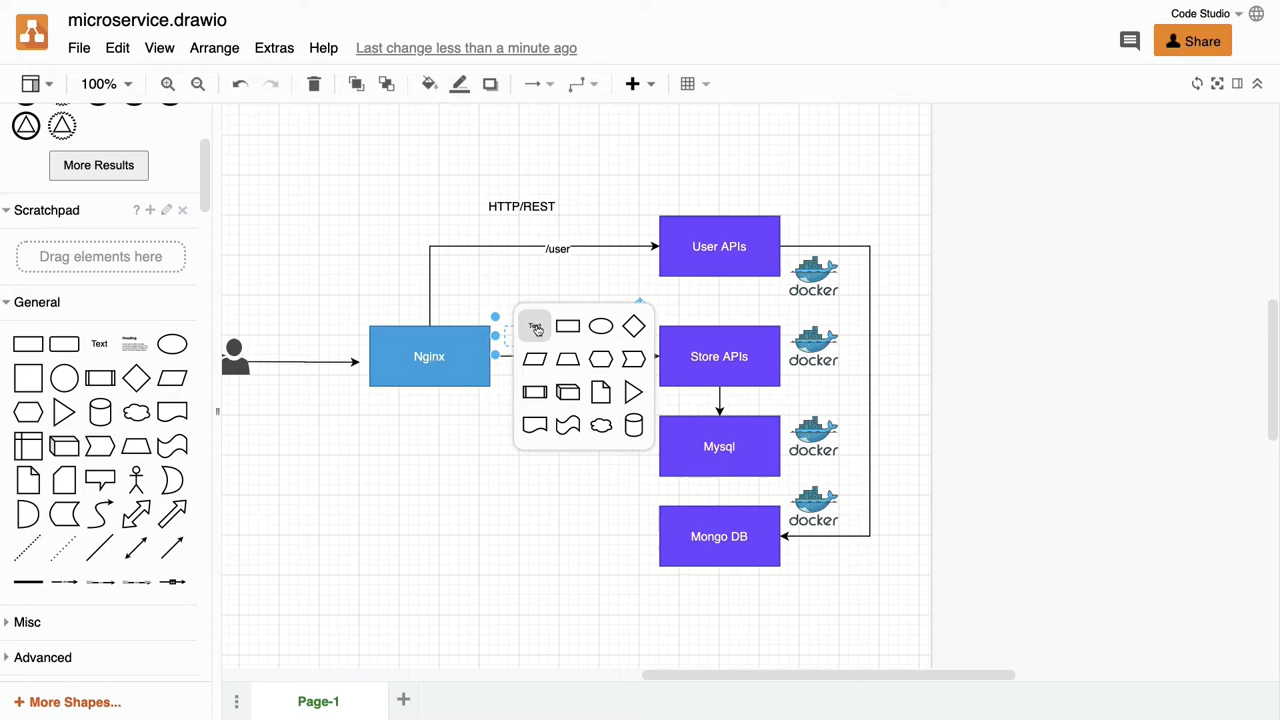 microservice.drawio
Code Studio
File Edit View Arrange Extras Help Last change less than a minute ago
Share
100%
More Results
Scratchpad
?
Drag elements here
General
Text
Heading
HTTP/REST
/user
User APIs
docker
Text
Nginx
Store APIs
docker
Mysql
docker
Mongo DB
docker
Misc
Advanced
+ More Shapes...
Page-1